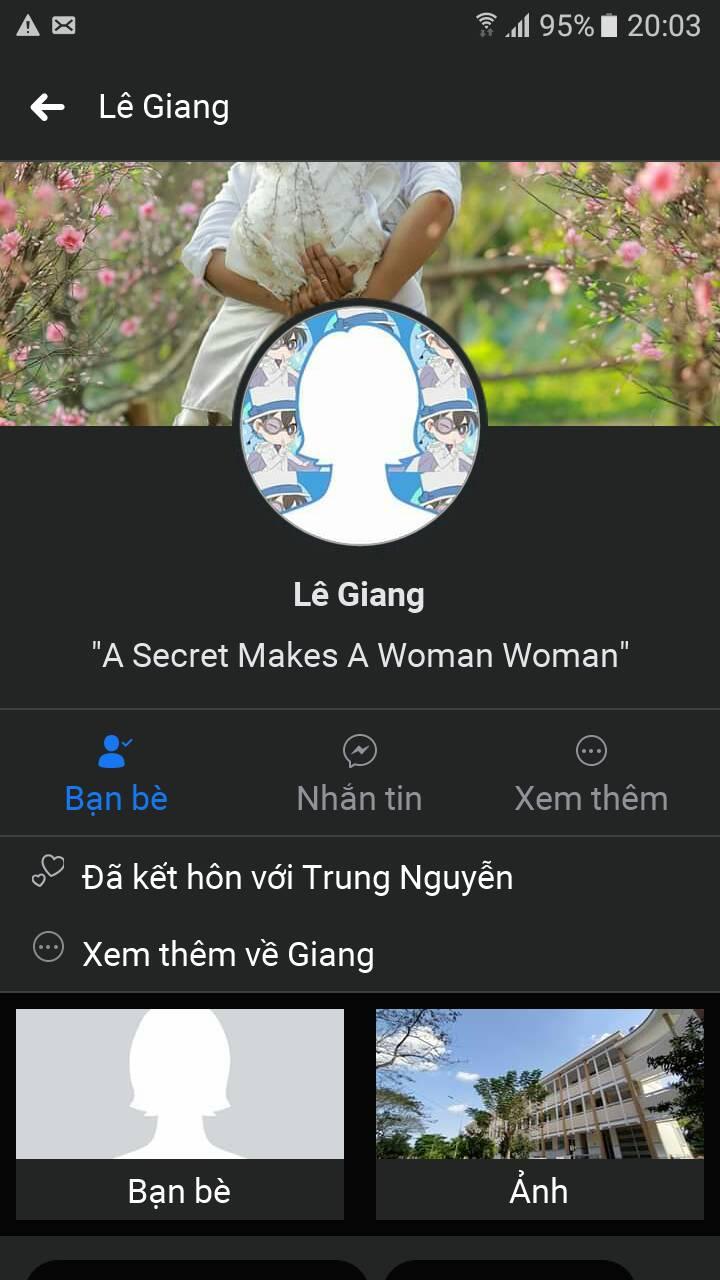 95% 20:03
Lê Giang
Lê Giang
"A Secret Makes A Woman Woman"
Bạn bè
Nhắn tin
Xem thêm
Đã kết hôn với Trung Nguyễn
Xem thêm về Giang
Bạn bè
Ảnh